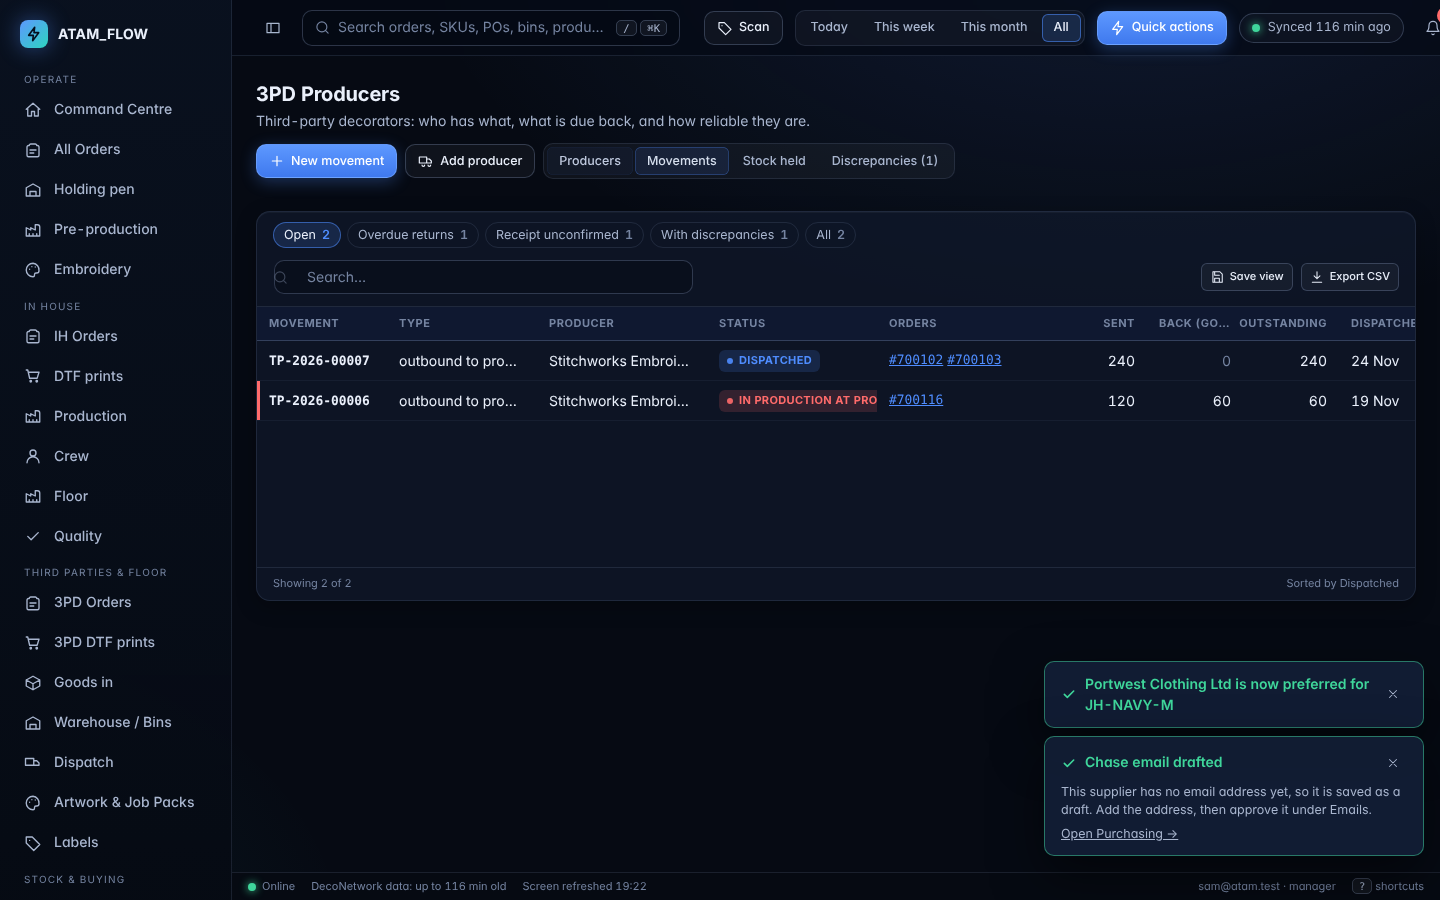 ATAM_FLOW
Search orders, SKUs, POs, bins, produ... / ⌘K
Scan
Today This week This month All
Quick actions
Synced 116 min ago
OPERATE
Command Centre
All Orders
Holding pen
Pre-production
Embroidery
IN HOUSE
IH Orders
DTF prints
Production
Crew
Floor
Quality
THIRD PARTIES & FLOOR
3PD Orders
3PD DTF prints
Goods in
Warehouse / Bins
Dispatch
Artwork & Job Packs
Labels
STOCK & BUYING
3PD Producers
Third-party decorators: who has what, what is due back, and how reliable they are.
New movement Add producer Producers Movements Stock held Discrepancies (1)
Open 2 Overdue returns 1 Receipt unconfirmed 1 With discrepancies 1 All 2
Search... Save view Export CSV
MOVEMENT TYPE PRODUCER STATUS ORDERS SENT BACK (GO... OUTSTANDING DISPATCHE
TP-2026-00007 outbound to pro... Stitchworks Embroi... DISPATCHED #700102 #700103 240 0 240 24 Nov
TP-2026-00006 outbound to pro... Stitchworks Embroi... IN PRODUCTION AT PRO #700116 120 60 60 19 Nov
Showing 2 of 2 Sorted by Dispatched
Portwest Clothing Ltd is now preferred for
JH-NAVY-M
Chase email drafted
This supplier has no email address yet, so it is saved as a
draft. Add the address, then approve it under Emails.
Open Purchasing →
Online DecoNetwork data: up to 116 min old Screen refreshed 19:22 sam@atam.test · manager ? shortcuts